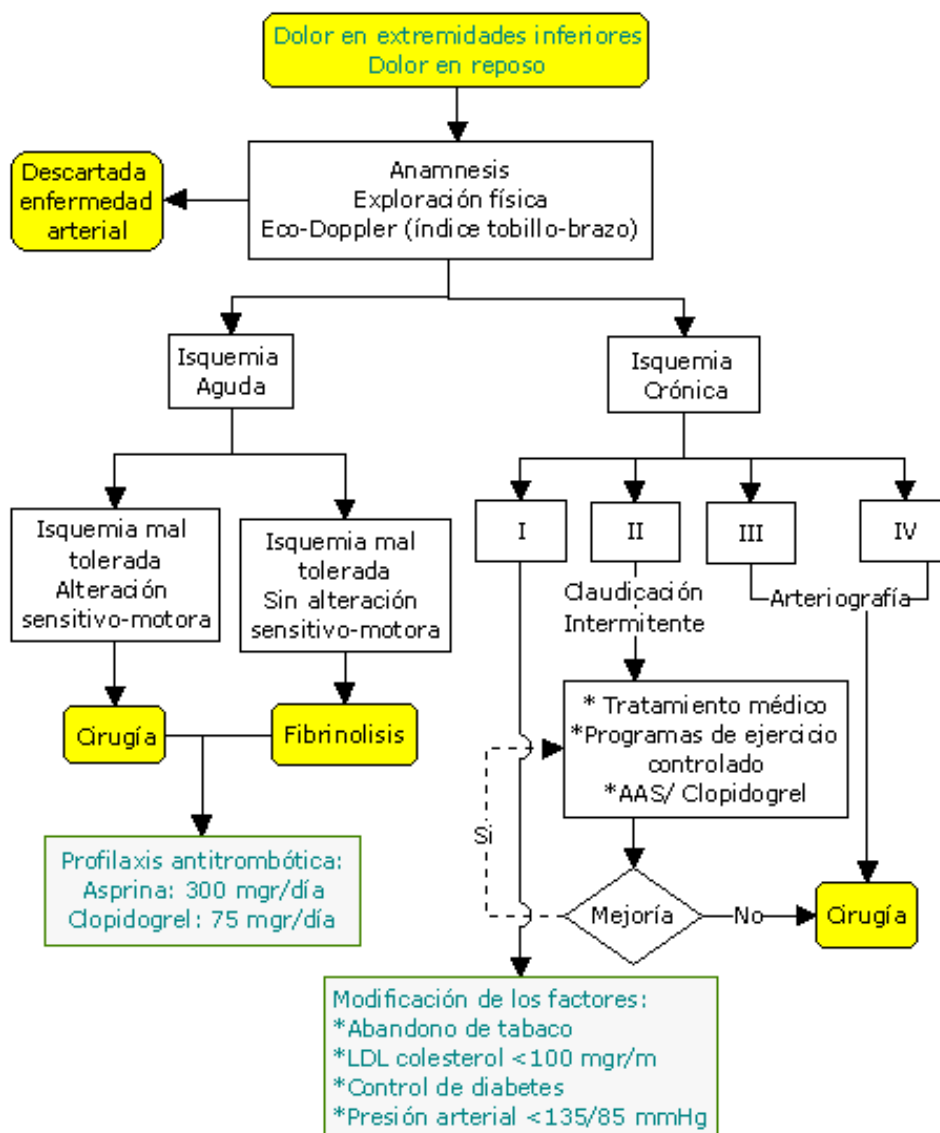 Dolor en extremidades inferiores
Dolor en reposo
Descartada
enfermedad
arterial
Anamnesis
Exploración física
Eco-Doppler (índice tobillo-brazo)
Isquemia
Aguda
Isquemia
Crónica
Isquemia mal
tolerada
Alteración
sensitivo-motora
Isquemia mal
tolerada
Sin alteración
sensitivo-motora
I
II
III
IV
Claudicación
Intermitente
Arteriografía
Cirugía
Fibrinolisis
* Tratamiento médico
*Programas de ejercicio
controlado
*AAS/ Clopidogrel
Si
Profilaxis antitrombótica:
Asprina: 300 mgr/día
Clopidogrel: 75 mgr/día
Mejoría
No
Cirugía
Modificación de los factores:
*Abandono de tabaco
*LDL colesterol <100 mgr/m
*Control de diabetes
*Presión arterial <135/85 mmHg